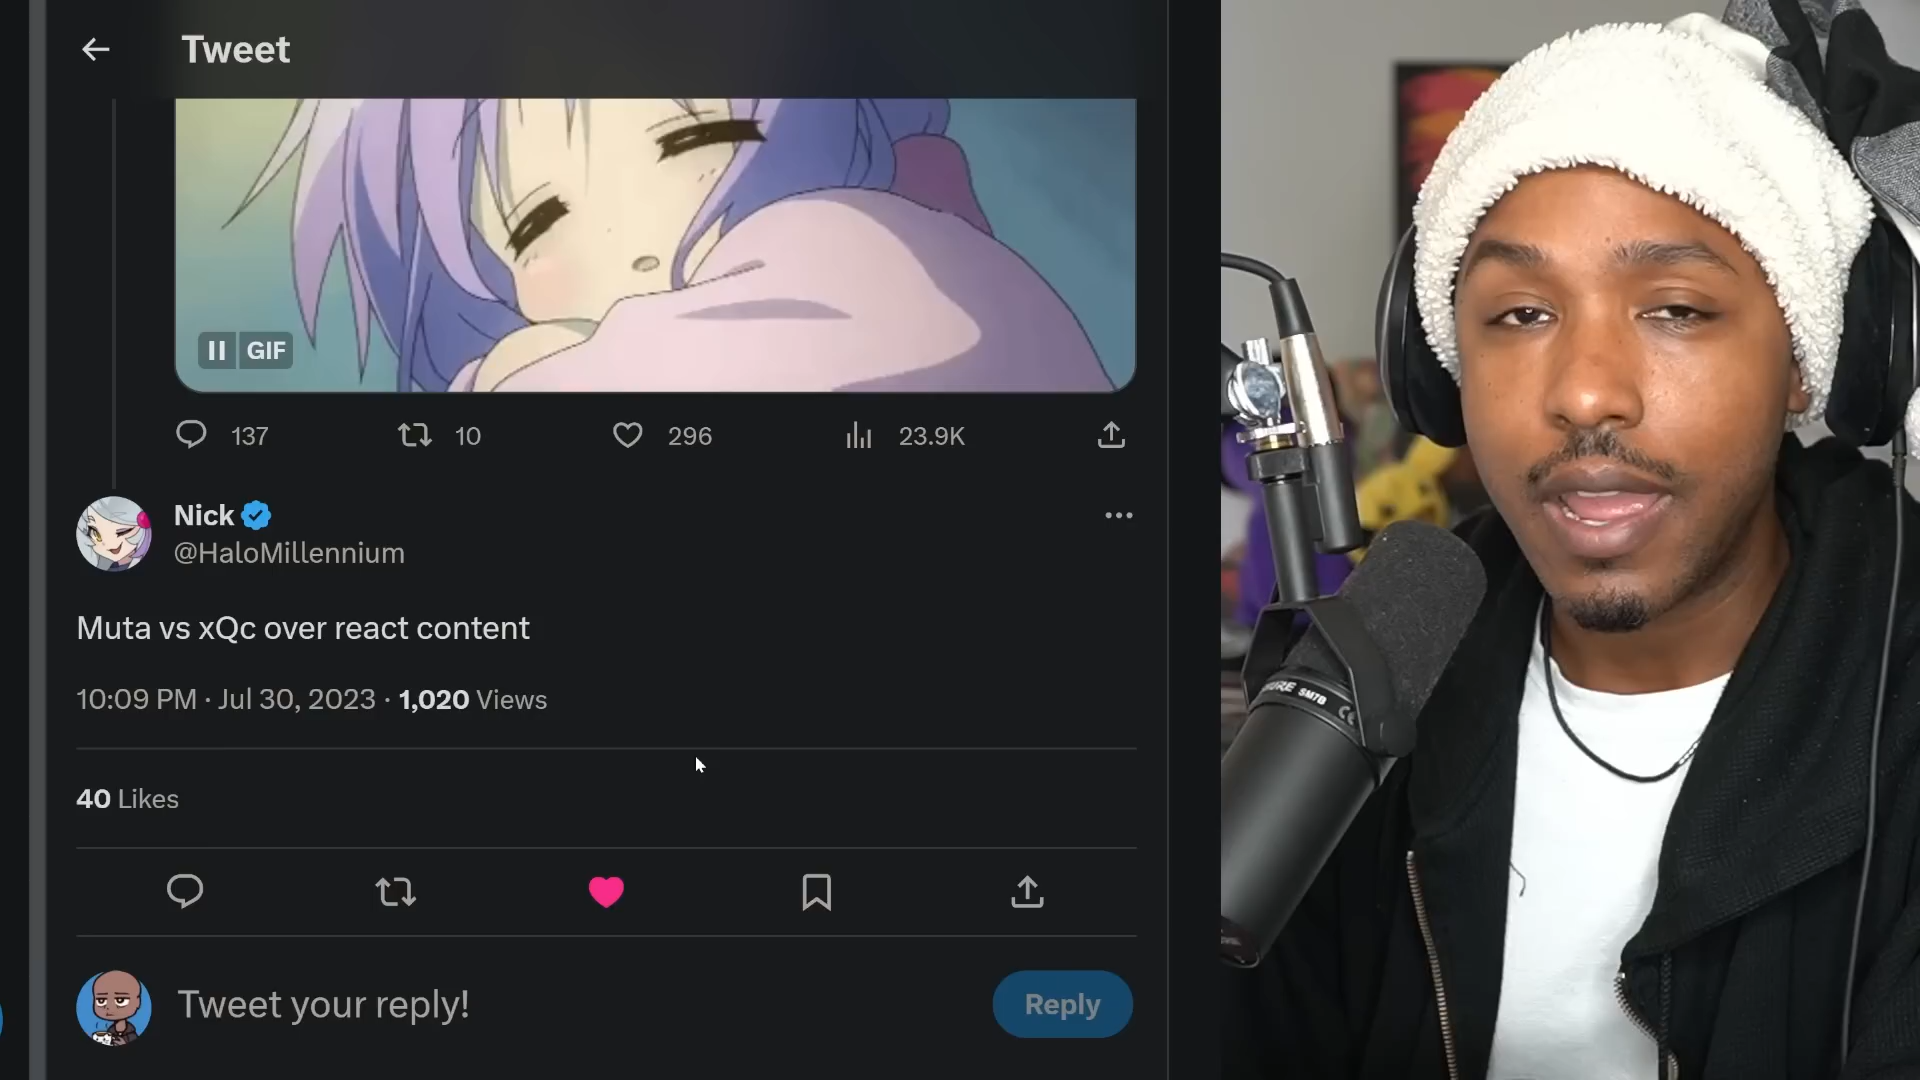 Tweet
GIF
137
10
296
23.9K
Nick
@HaloMillennium
Muta vs xQc over react content
10:09 PM · Jul 30, 2023 · 1,020 Views
40 Likes
Tweet your reply!
Reply
SM7B